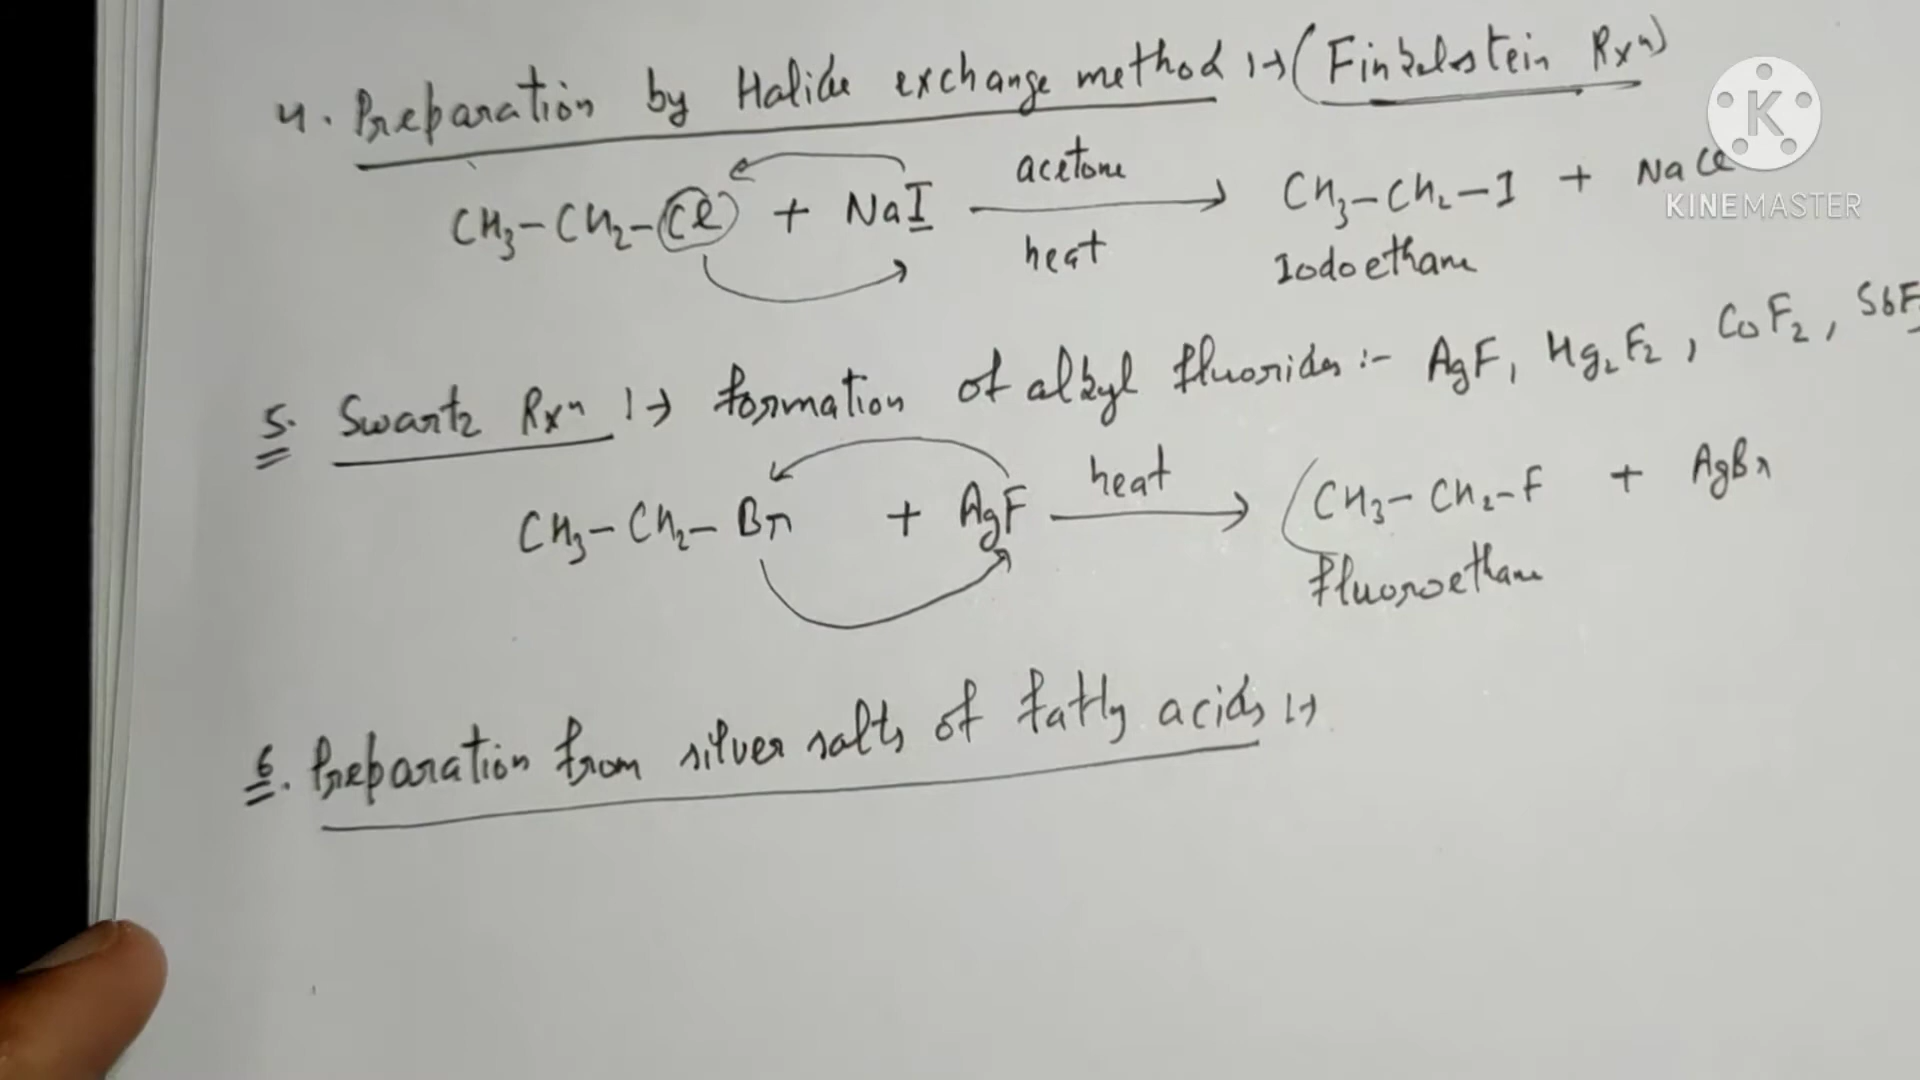 4. Preparation by Halide exchange method :→ (Finkelstein Rxⁿ)
CH₃-CH₂-Cl + NaI acetone heat → CH₃-CH₂-I + NaCl
Iodoethane
5. Swartz Rxⁿ :→ formation of alkyl fluorides :- AgF, Hg₂F₂, CoF₂, SbF₃
CH₃-CH₂-Br + AgF heat → CH₃-CH₂-F + AgBr
fluoroethane
6. Preparation from silver salts of fatty acids :→
K
KINEMASTER